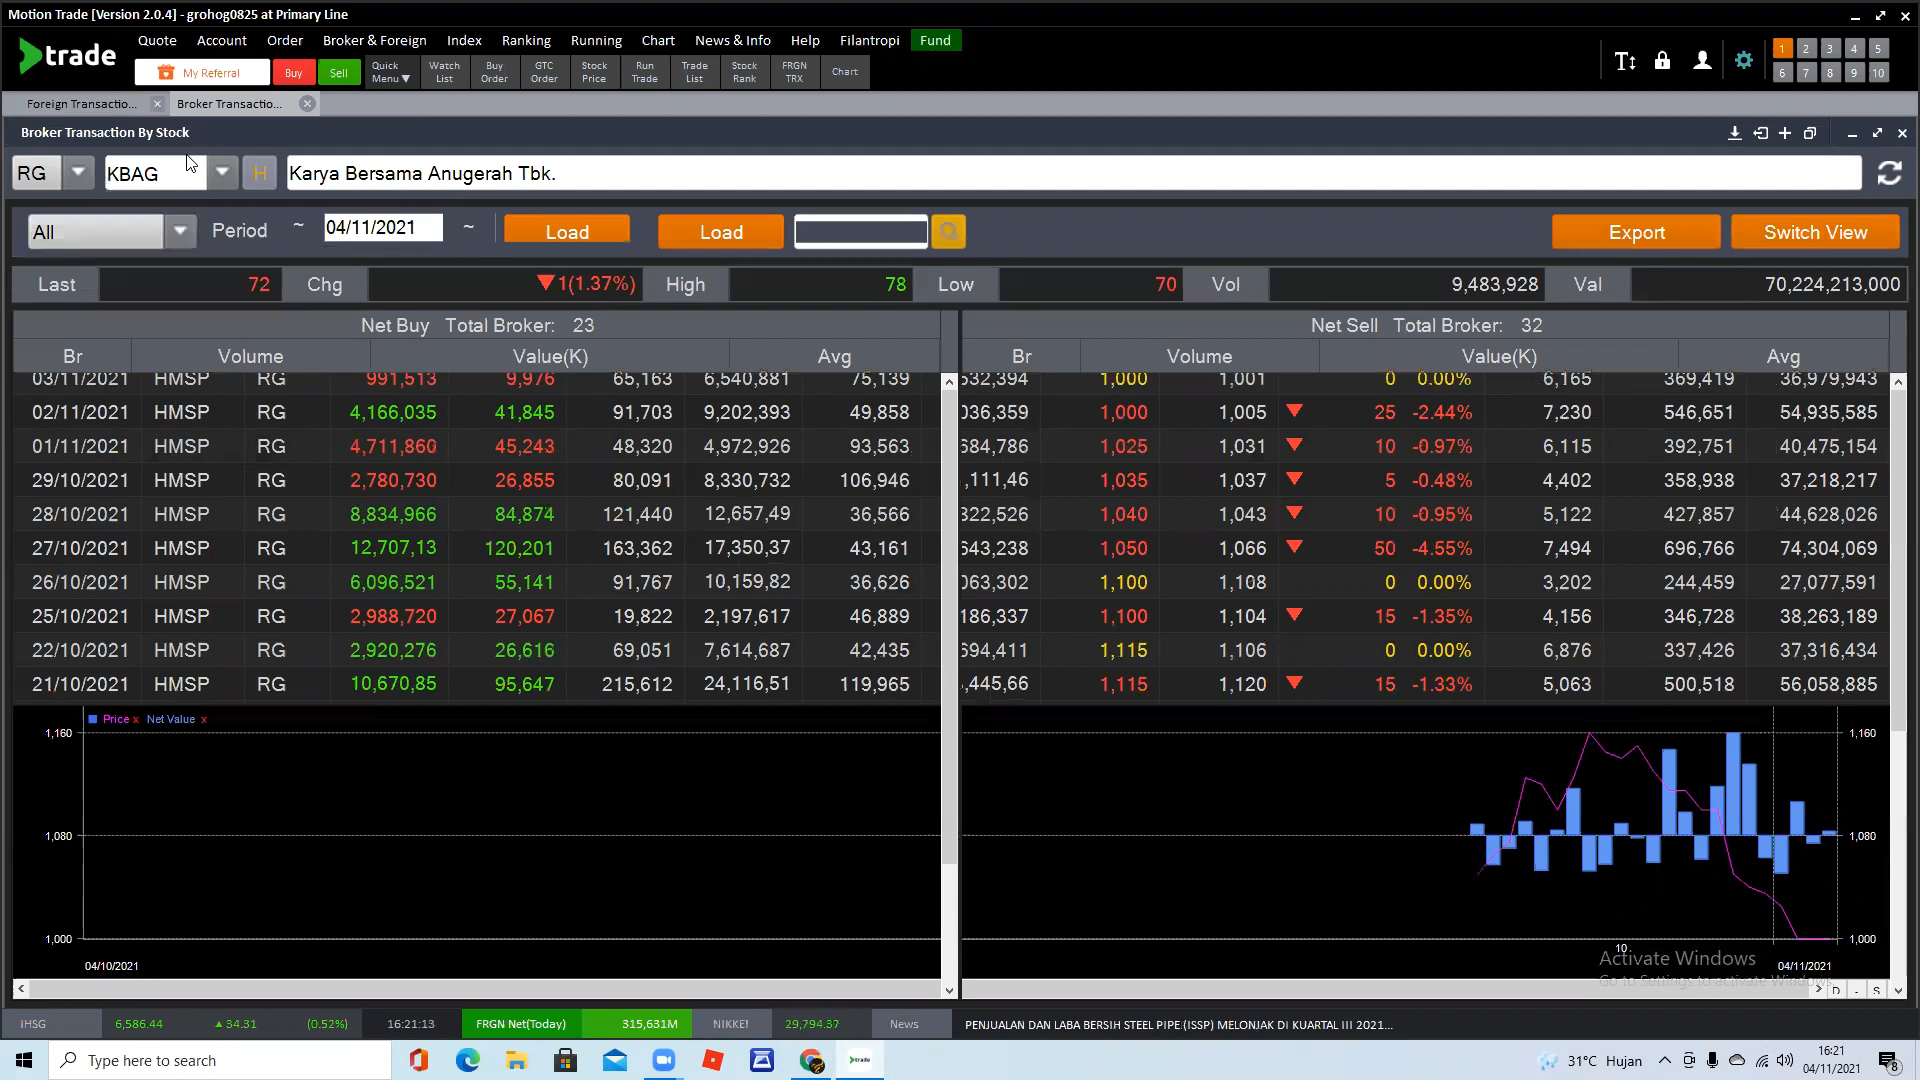 Motion Trade [Version 2.0.4] - grohog0825 at Primary Line
trade
Quote Account Order Broker & Foreign Index Ranking Running Chart News & Info Help Filantropi Fund
My Referral Buy Sell Quick Menu▼ Watch List Buy Order GTC Order Stock Price Run Trade Trade List Stock Rank FRGN TRX Chart
1 2 3 4 5
6 7 8 9 10
Foreign Transactio... Broker Transactio...
Broker Transaction By Stock
RG KBAG H Karya Bersama Anugerah Tbk.
All Period ~ 04/11/2021 ~ Load Load Export Switch View
Last 72 Chg ▼1(1.37%) High 78 Low 70 Vol 9,483,928 Val 70,224,213,000
Net Buy Total Broker: 23 Net Sell Total Broker: 32
Br Volume Value(K) Avg Br Volume Value(K) Avg
03/11/2021 HMSP RG 991,513 9,976 65,163 6,540,881 75,139 532,394 1,000 1,001 0 0.00% 6,165 369,419 36,979,943
02/11/2021 HMSP RG 4,166,035 41,845 91,703 9,202,393 49,858 036,359 1,000 1,005 ▼ 25 -2.44% 7,230 546,651 54,935,585
01/11/2021 HMSP RG 4,711,860 45,243 48,320 4,972,926 93,563 684,786 1,025 1,031 ▼ 10 -0.97% 6,115 392,751 40,475,154
29/10/2021 HMSP RG 2,780,730 26,855 80,091 8,330,732 106,946 ,111,46 1,035 1,037 ▼ 5 -0.48% 4,402 358,938 37,218,217
28/10/2021 HMSP RG 8,834,966 84,874 121,440 12,657,49 36,566 322,526 1,040 1,043 ▼ 10 -0.95% 5,122 427,857 44,628,026
27/10/2021 HMSP RG 12,707,13 120,201 163,362 17,350,37 43,161 643,238 1,050 1,066 ▼ 50 -4.55% 7,494 696,766 74,304,069
26/10/2021 HMSP RG 6,096,521 55,141 91,767 10,159,82 36,626 063,302 1,100 1,108 0 0.00% 3,202 244,459 27,077,591
25/10/2021 HMSP RG 2,988,720 27,067 19,822 2,197,617 46,889 186,337 1,100 1,104 ▼ 15 -1.35% 4,156 346,728 38,263,189
22/10/2021 HMSP RG 2,920,276 26,616 69,051 7,614,687 42,435 694,411 1,115 1,106 0 0.00% 6,876 337,426 37,316,434
21/10/2021 HMSP RG 10,670,85 95,647 215,612 24,116,51 119,965 ,445,66 1,115 1,120 ▼ 15 -1.33% 5,063 500,518 56,058,885
Price x Net Value x
1,160 1,160
1,080 1,080
1,000 1,000
10
04/10/2021 04/11/2021
Activate Windows
Go to Settings to activate Windows.
D - S
IHSG 6,586.44 ▲34.31 (0.52%) 16:21:13 FRGN Net(Today) 315,631M NIKKEI 29,794.37 News PENJUALAN DAN LABA BERSIH STEEL PIPE (ISSP) MELONJAK DI KUARTAL III 2021...
Type here to search 31°C Hujan 16:21
04/11/2021 8